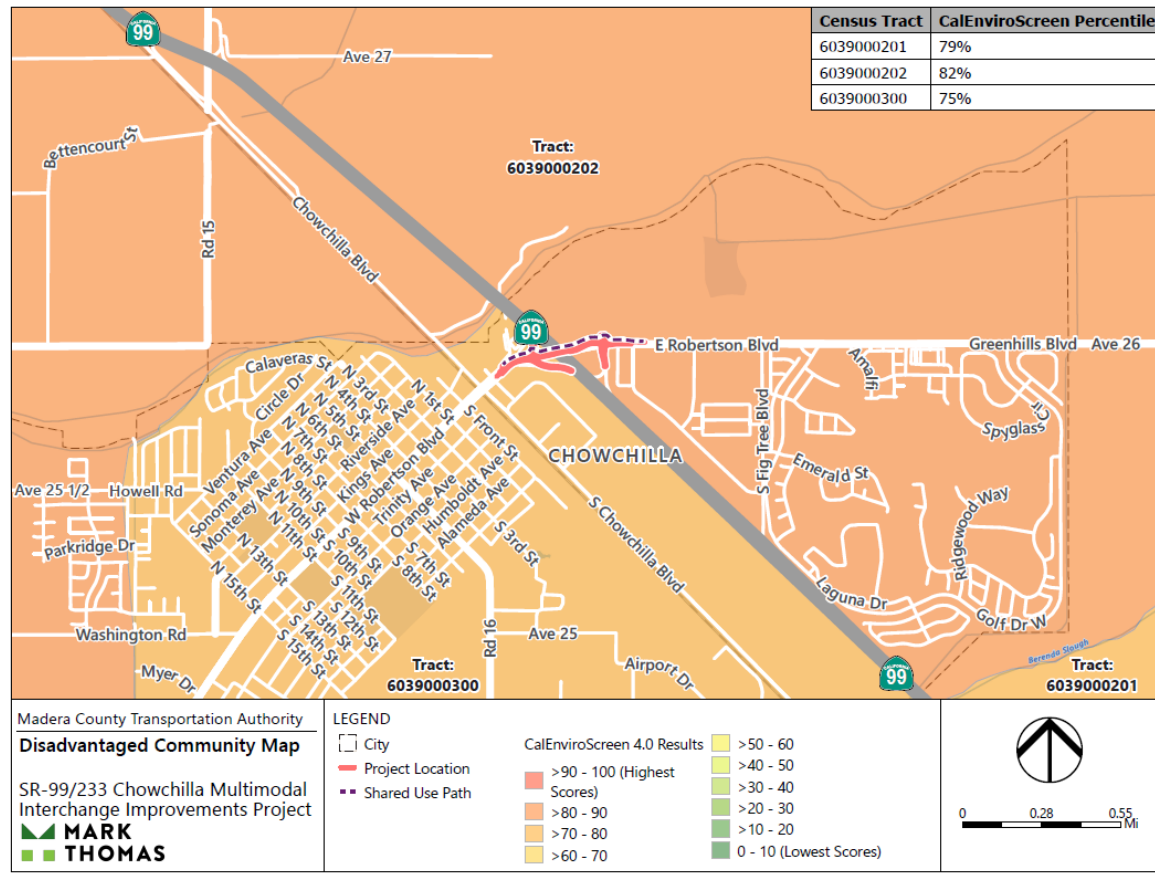 Census Tract CalEnviroScreen Percentile
6039000201 79%
6039000202 82%
6039000300 75%
CALIFORNIA
99
Ave 27
Bettencourt St
Tract:
6039000202
Rd 15
Chowchilla Blvd
CALIFORNIA
99
E Robertson Blvd
Greenhills Blvd
Ave 26
Calaveras St
Circle Dr
N 3rd St
N 4th St
N 5th St
N 6th St
N 7th St
N 8th St
N 9th St
N 10th St
N 11th St
N 13th St
N 15th St
N 1st St
Riverside Ave
Kings Ave
W Robertson Blvd
Trinity Ave
Orange Ave
Humboldt Ave
Alameda Ave
Ventura Ave
Sonoma Ave
Monterey Ave
S Front St
S 3rd St
S 7th St
S 8th St
S 9th St
S 10th St
S 11th St
S 12th St
S 13th St
S 14th St
S 15th St
CHOWCHILLA
S Chowchilla Blvd
S Fig Tree Blvd
Amalfi
Spyglass Cir
Emerald St
Ridgewood Way
Laguna Dr
Golf Dr W
Ave 25 1/2
Howell Rd
Parkridge Dr
Washington Rd
Myer Dr
Rd 16
Ave 25
Airport Dr
Tract:
6039000300
CALIFORNIA
99
Berenda Slough
Tract:
6039000201
Madera County Transportation Authority
Disadvantaged Community Map
SR-99/233 Chowchilla Multimodal
Interchange Improvements Project
MARK
THOMAS
LEGEND
City
Project Location
Shared Use Path
CalEnviroScreen 4.0 Results
>90 - 100 (Highest
Scores)
>80 - 90
>70 - 80
>60 - 70
>50 - 60
>40 - 50
>30 - 40
>20 - 30
>10 - 20
0 - 10 (Lowest Scores)
0 0.28 0.55
Mi